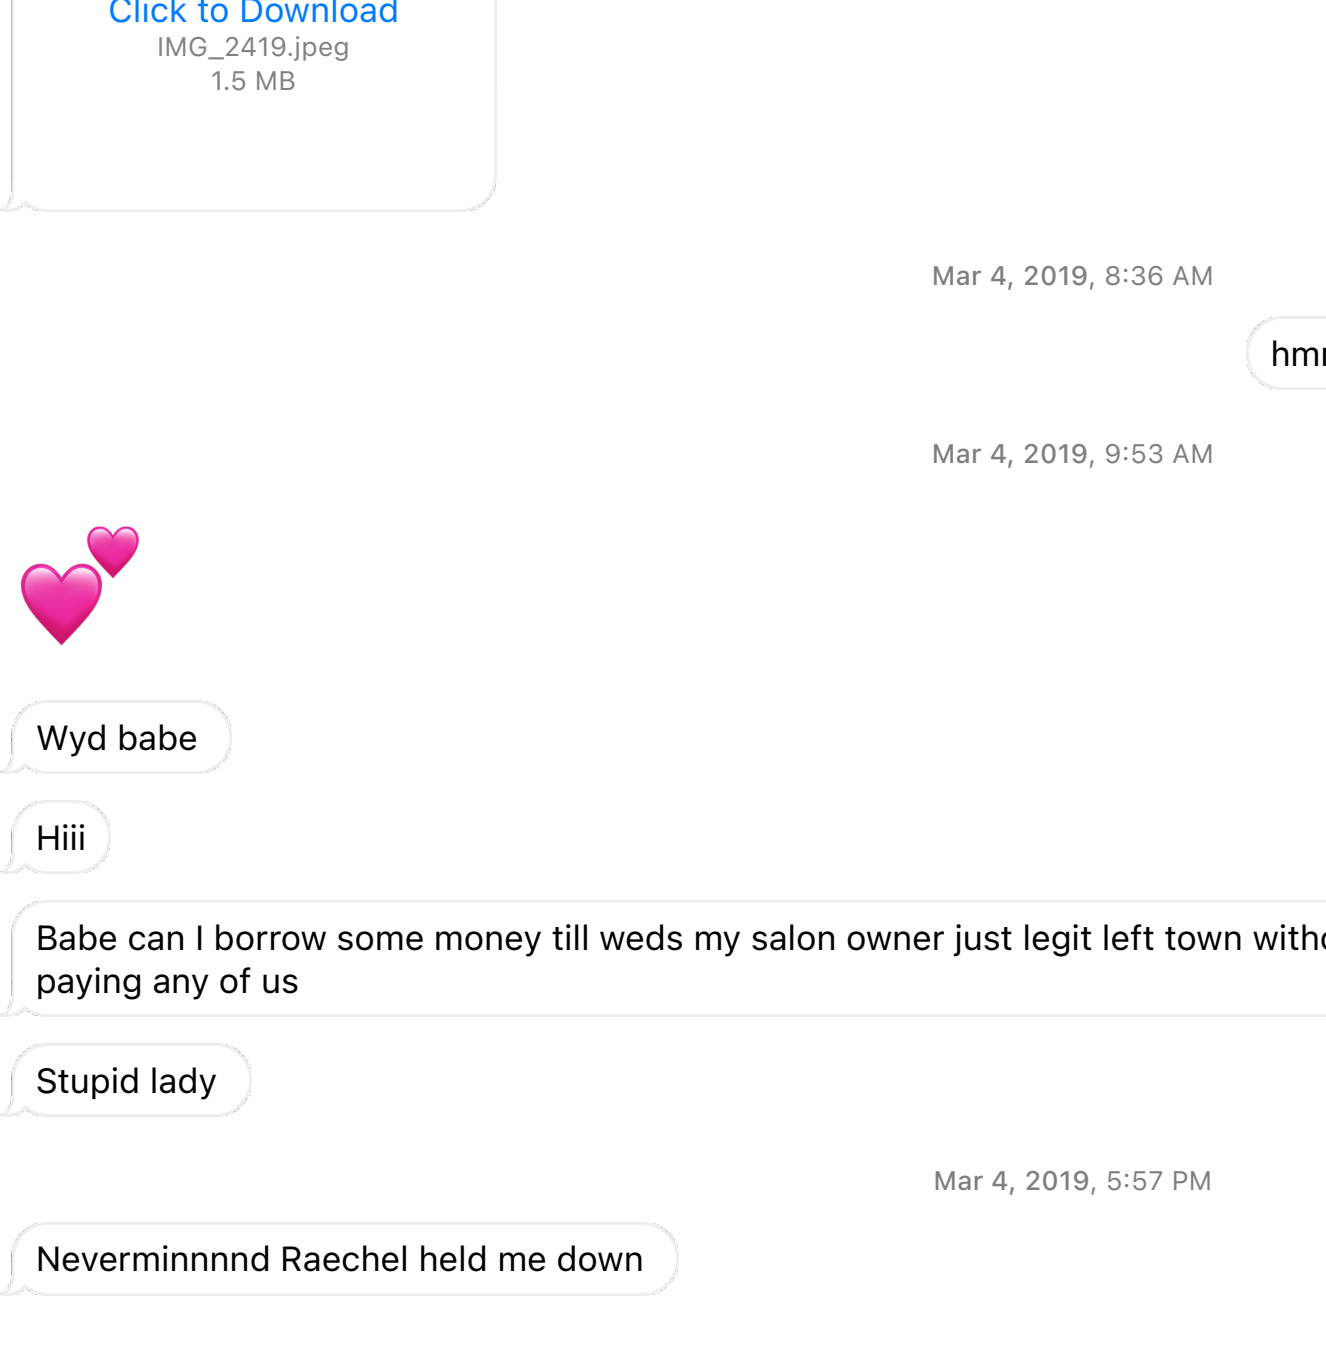 Click to Download
IMG_2419.jpeg
1.5 MB
Mar 4, 2019, 8:36 AM
Mar 4, 2019, 9:53 AM
💕
Wyd babe
Hiii
Babe can I borrow some money till weds my salon owner just legit left town
paying any of us
Stupid lady
Mar 4, 2019, 5:57 PM
Neverminnnnd Raechel held me down